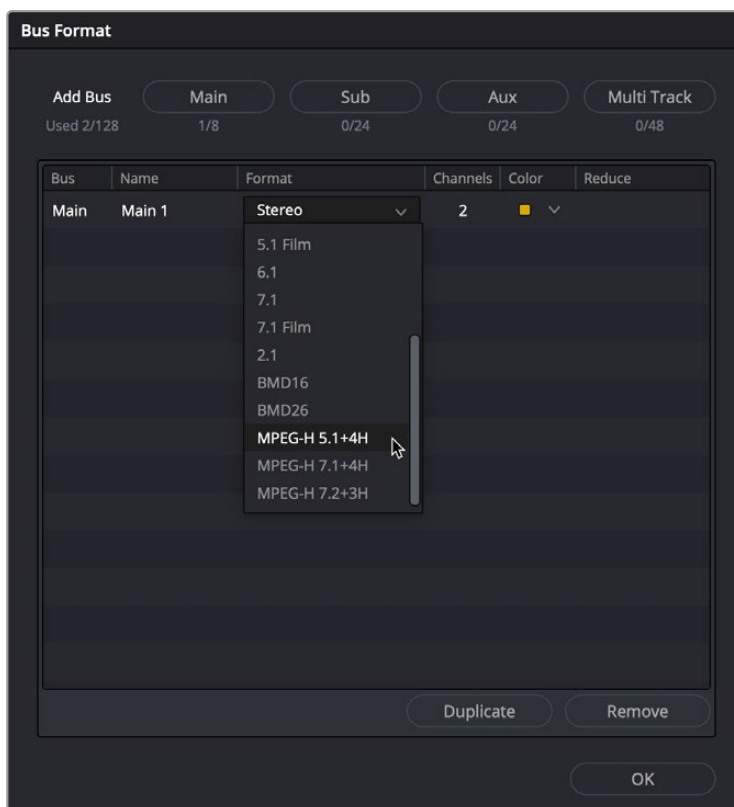 Bus Format
Add Bus Main Sub Aux Multi Track
Used 2/128 1/8 0/24 0/24 0/48
Bus Name Format Channels Color Reduce
Main Main 1 Stereo 2
5.1 Film
6.1
7.1
7.1 Film
2.1
BMD16
BMD26
MPEG-H 5.1+4H
MPEG-H 7.1+4H
MPEG-H 7.2+3H
Duplicate Remove
OK